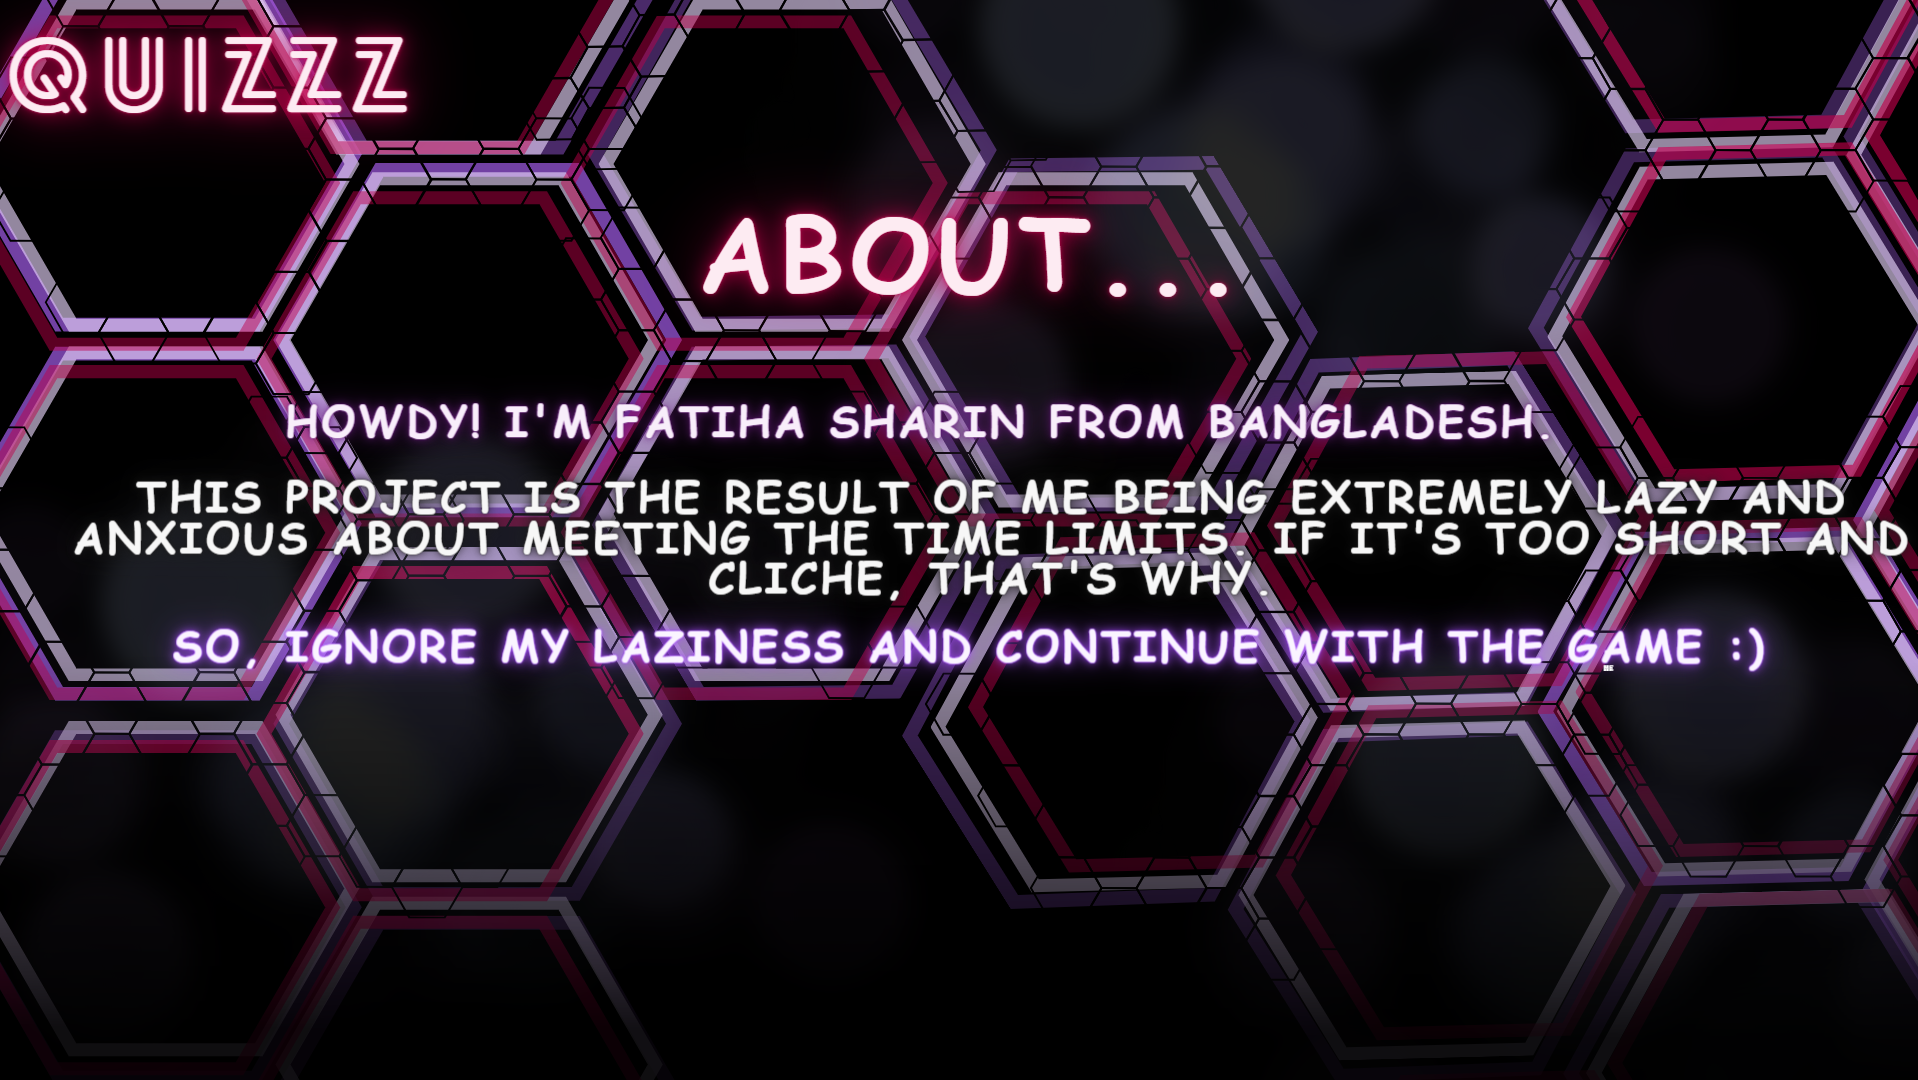 QUIZZZ
ABOUT...
HOWDY! I'M FATIHA SHARIN FROM BANGLADESH.
THIS PROJECT IS THE RESULT OF ME BEING EXTREMELY LAZY AND
ANXIOUS ABOUT MEETING THE TIME LIMITS. IF IT'S TOO SHORT AND
CLICHE, THAT'S WHY.
SO, IGNORE MY LAZINESS AND CONTINUE WITH THE GAME :)